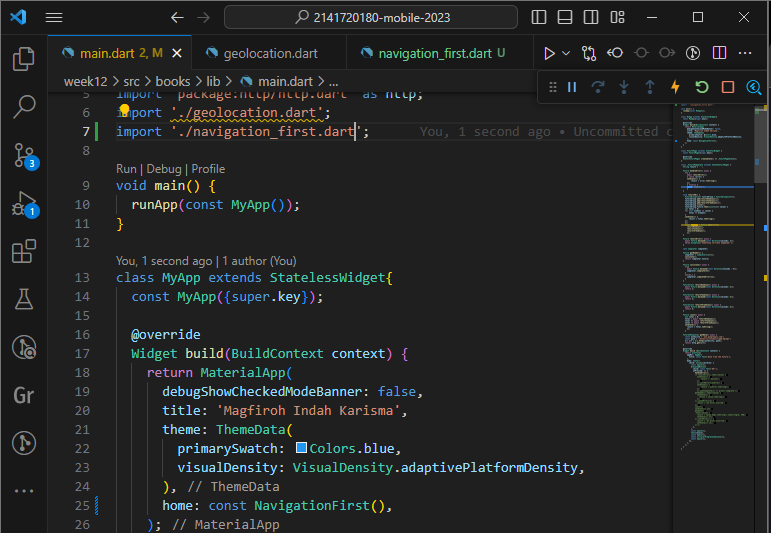 2141720180-mobile-2023
main.dart 2, M
geolocation.dart
navigation_first.dart U
week12 > src > books > lib > main.dart > ...
5 import 'package:http/http.dart' as http;
6 import './geolocation.dart';
7 import './navigation_first.dart'; You, 1 second ago • Uncommitted c
8
Run | Debug | Profile
9 void main() {
10 runApp(const MyApp());
11 }
12
You, 1 second ago | 1 author (You)
13 class MyApp extends StatelessWidget{
14 const MyApp({super.key});
15
16 @override
17 Widget build(BuildContext context) {
18 return MaterialApp(
19 debugShowCheckedModeBanner: false,
20 title: 'Magfiroh Indah Karisma',
21 theme: ThemeData(
22 primarySwatch: Colors.blue,
23 visualDensity: VisualDensity.adaptivePlatformDensity,
24 ), // ThemeData
25 home: const NavigationFirst(),
26 ); // MaterialApp
3
1
Gr